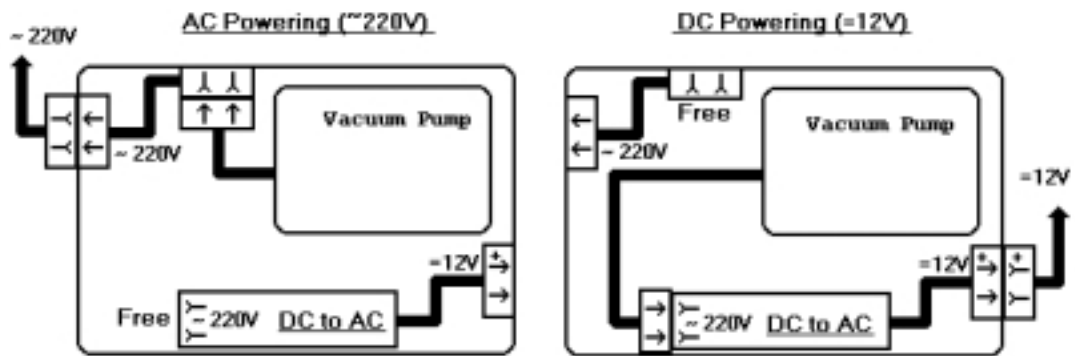 AC Powering (~220V)
~ 220V
Vacuum Pump
~ 220V
=12V
+
Free
~ 220V
DC to AC
DC Powering (=12V)
Free
Vacuum Pump
~ 220V
=12V
=12V
+
+
~ 220V
DC to AC